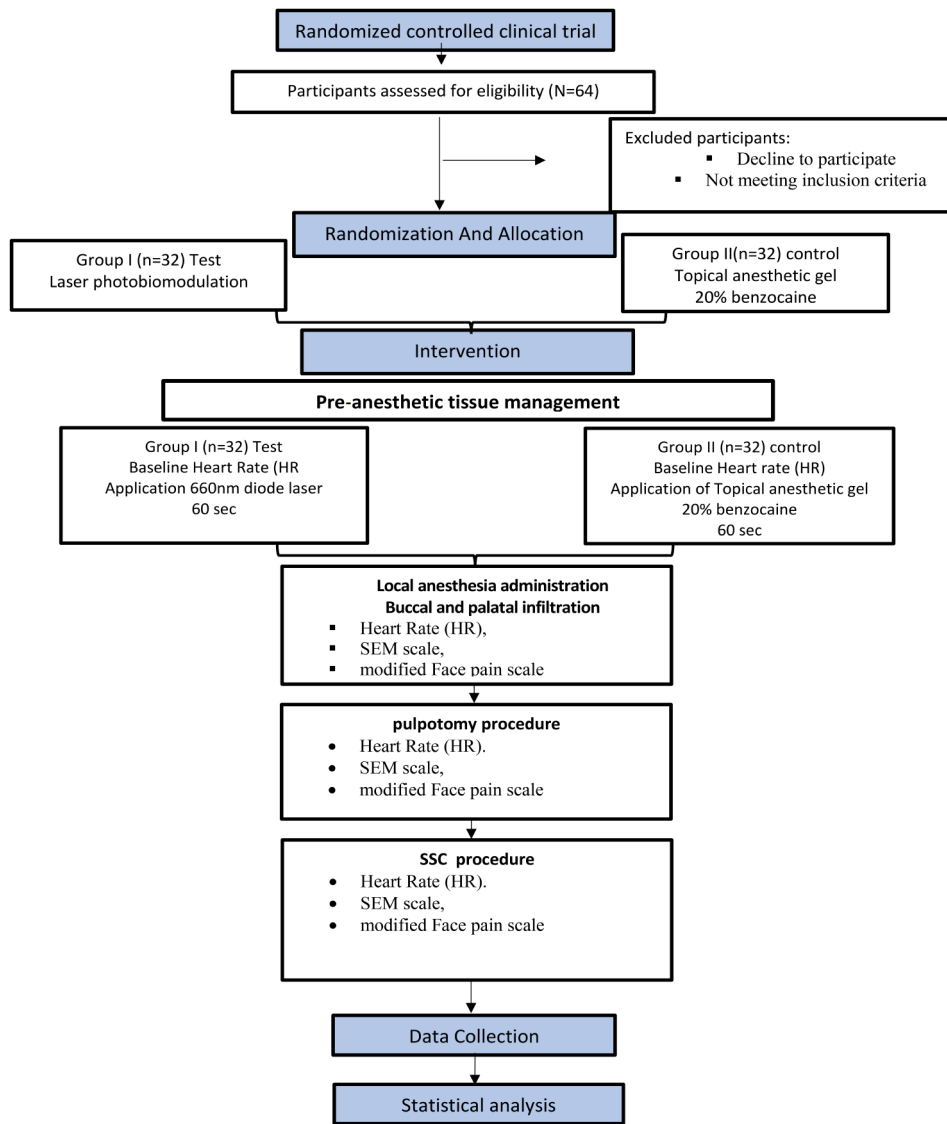 Randomized controlled clinical trial
Participants assessed for eligibility (N=64)
Excluded participants:
▪ Decline to participate
▪ Not meeting inclusion criteria
Randomization And Allocation
Group I (n=32) Test
Laser photobiomodulation
Group II(n=32) control
Topical anesthetic gel
20% benzocaine
Intervention
Pre-anesthetic tissue management
Group I (n=32) Test
Baseline Heart Rate (HR
Application 660nm diode laser
60 sec
Group II (n=32) control
Baseline Heart rate (HR)
Application of Topical anesthetic gel
20% benzocaine
60 sec
Local anesthesia administration
Buccal and palatal infiltration
▪ Heart Rate (HR),
▪ SEM scale,
▪ modified Face pain scale
pulpotomy procedure
• Heart Rate (HR).
• SEM scale,
• modified Face pain scale
SSC procedure
• Heart Rate (HR).
• SEM scale,
• modified Face pain scale
Data Collection
Statistical analysis